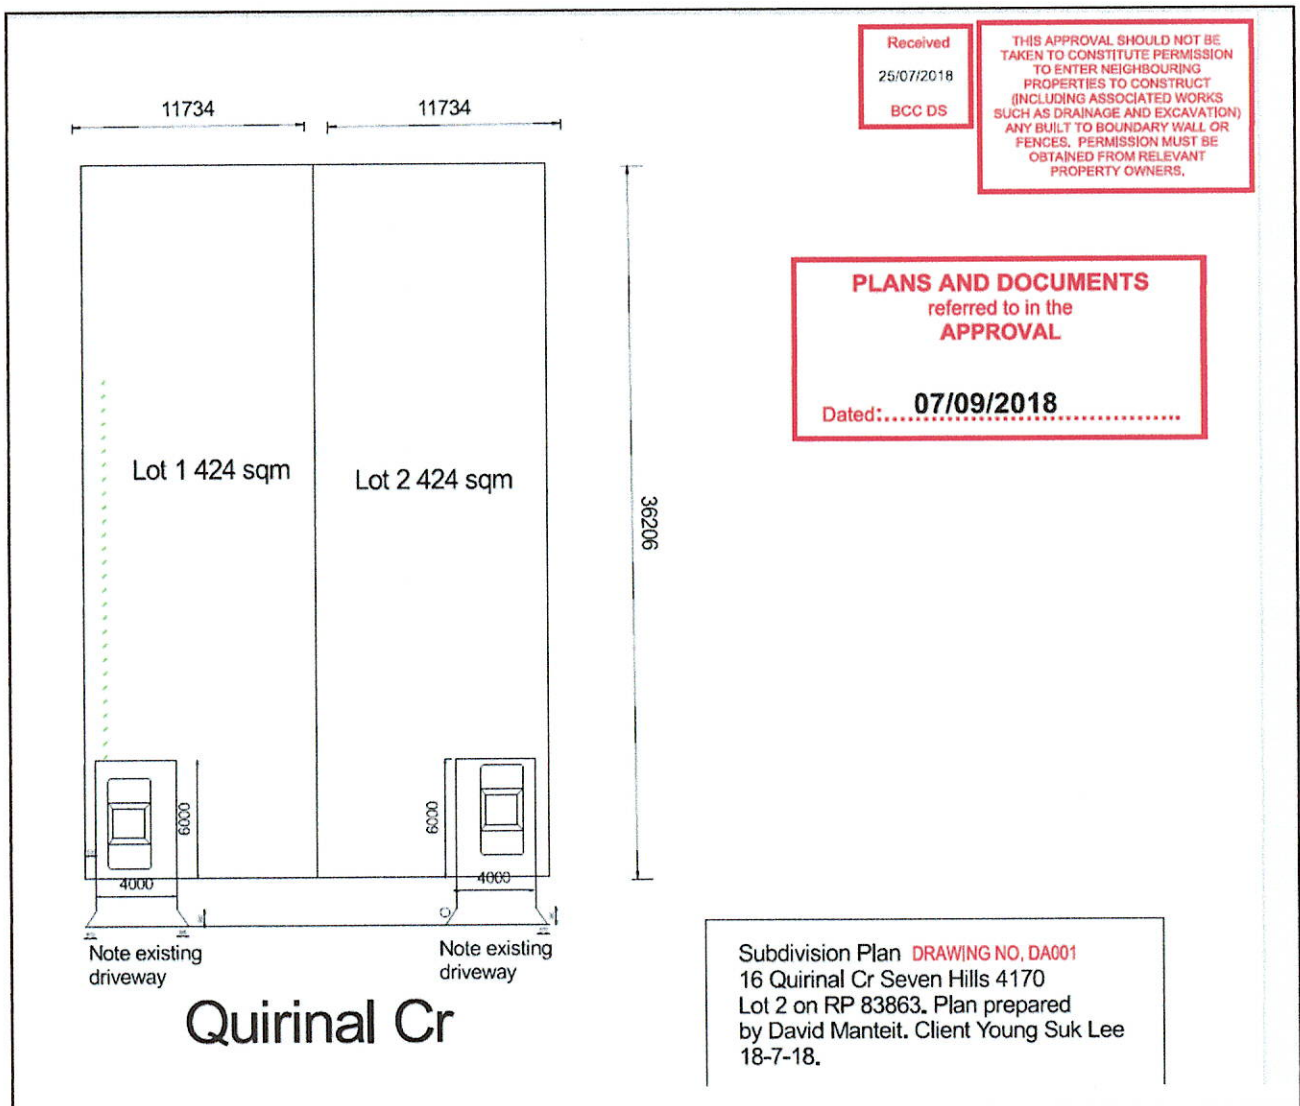 Received
25/07/2018
BCC DS
THIS APPROVAL SHOULD NOT BE
TAKEN TO CONSTITUTE PERMISSION
TO ENTER NEIGHBOURING
PROPERTIES TO CONSTRUCT
(INCLUDING ASSOCIATED WORKS
SUCH AS DRAINAGE AND EXCAVATION)
ANY BUILT TO BOUNDARY WALL OR
FENCES. PERMISSION MUST BE
OBTAINED FROM RELEVANT
PROPERTY OWNERS.
11734
11734
PLANS AND DOCUMENTS
referred to in the
APPROVAL
Dated: 07/09/2018
Lot 1 424 sqm
Lot 2 424 sqm
36206
6000
6000
4000
4000
Note existing
driveway
Note existing
driveway
Quirinal Cr
Subdivision Plan DRAWING NO. DA001
16 Quirinal Cr Seven Hills 4170
Lot 2 on RP 83863. Plan prepared
by David Manteit. Client Young Suk Lee
18-7-18.